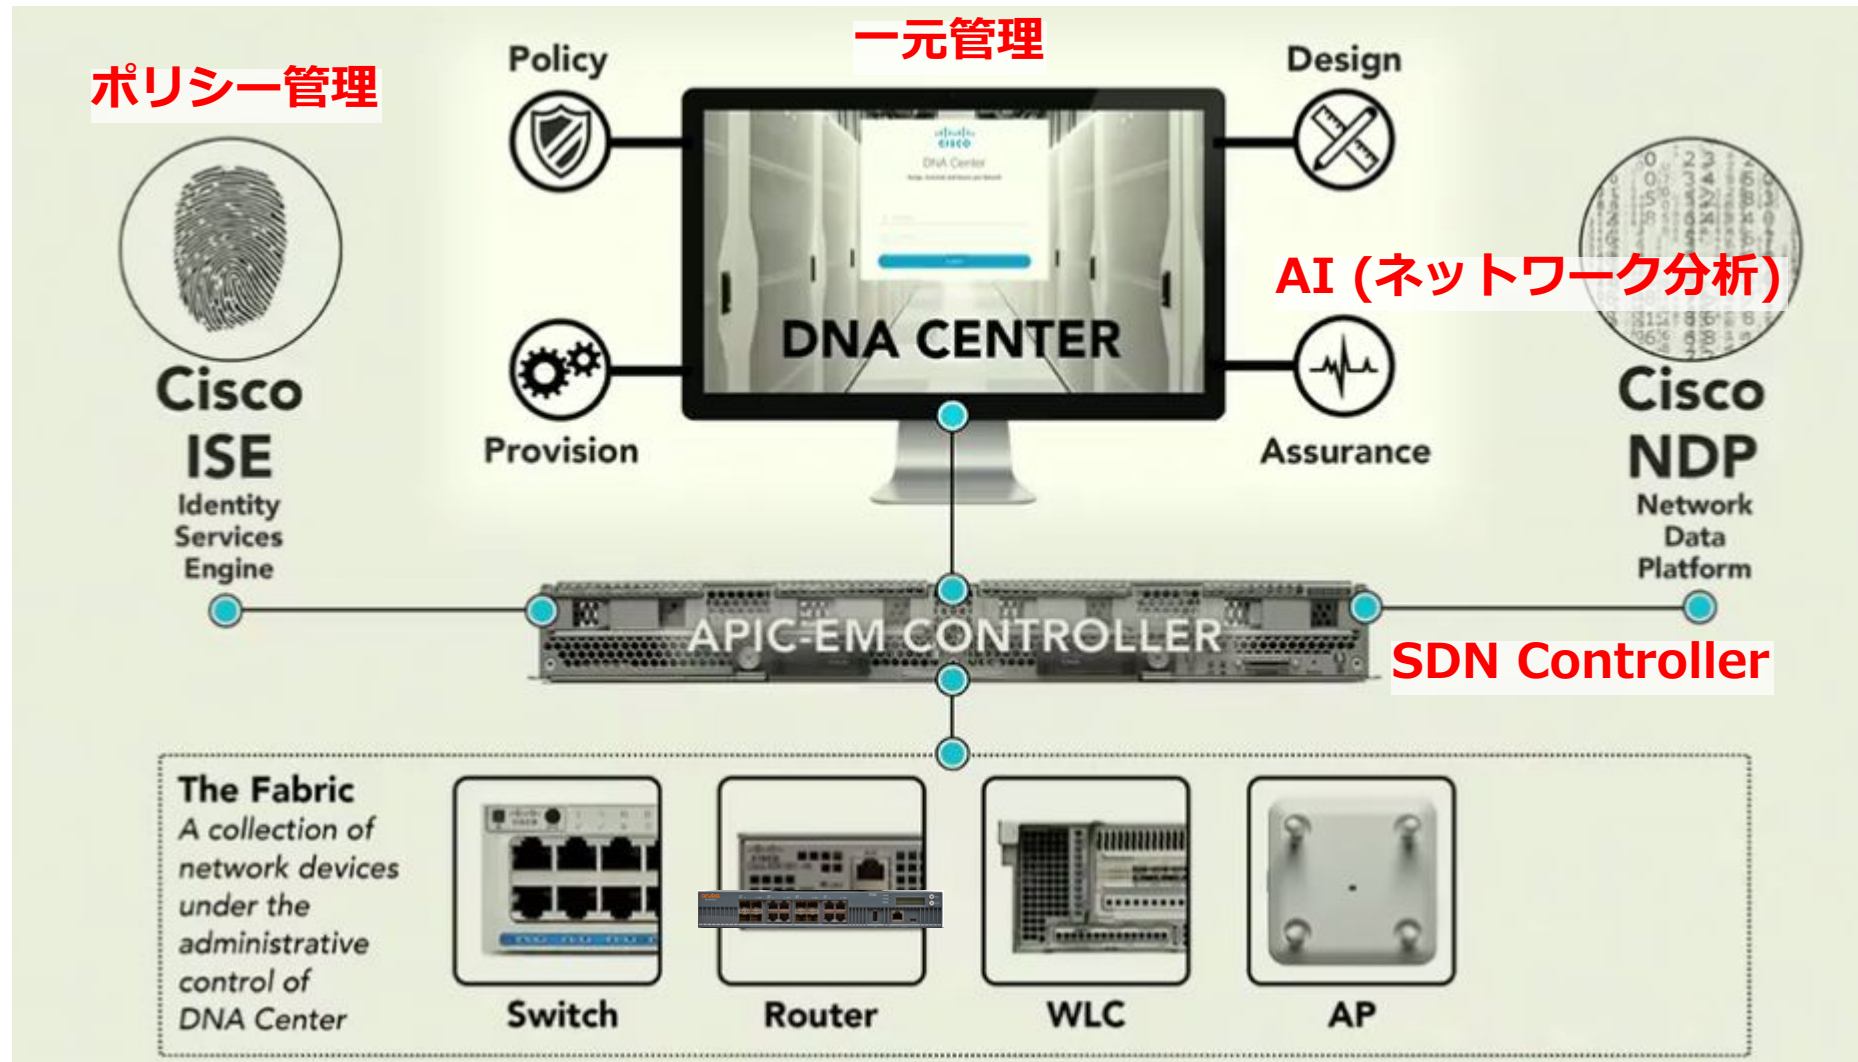 一元管理
ポリシー管理
Policy
Design
CISCO
DNA Center
DNA CENTER
AI (ネットワーク分析)
Provision
Assurance
Cisco
ISE
Identity
Services
Engine
Cisco
NDP
Network
Data
Platform
APIC-EM CONTROLLER
SDN Controller
The Fabric
A collection of
network devices
under the
administrative
control of
DNA Center
Switch
Router
WLC
AP